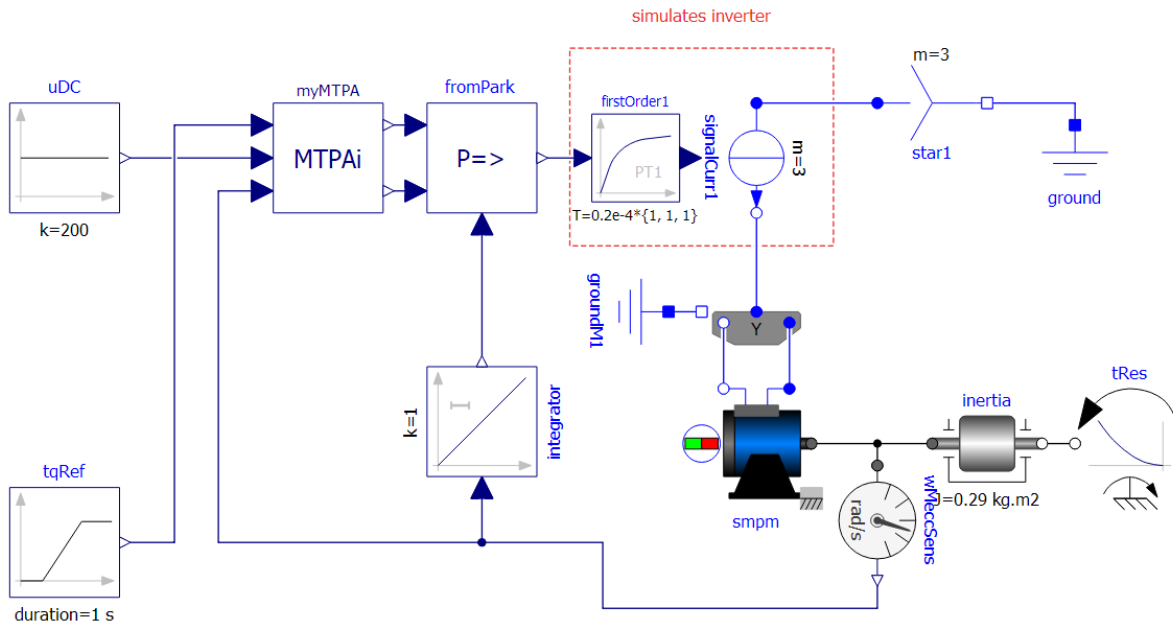 simulates inverter
m=3
uDC
myMTPA
fromPark
firstOrder1
signalCurr1
MTPAi
P=>
PT1
m=3
star1
ground
k=200
T=0.2e-4*{1, 1, 1}
groundM1
Y
I
k=1
integrator
tRes
inertia
tqRef
smpm
rad/s
wMeccSens
J=0.29 kg.m2
duration=1 s